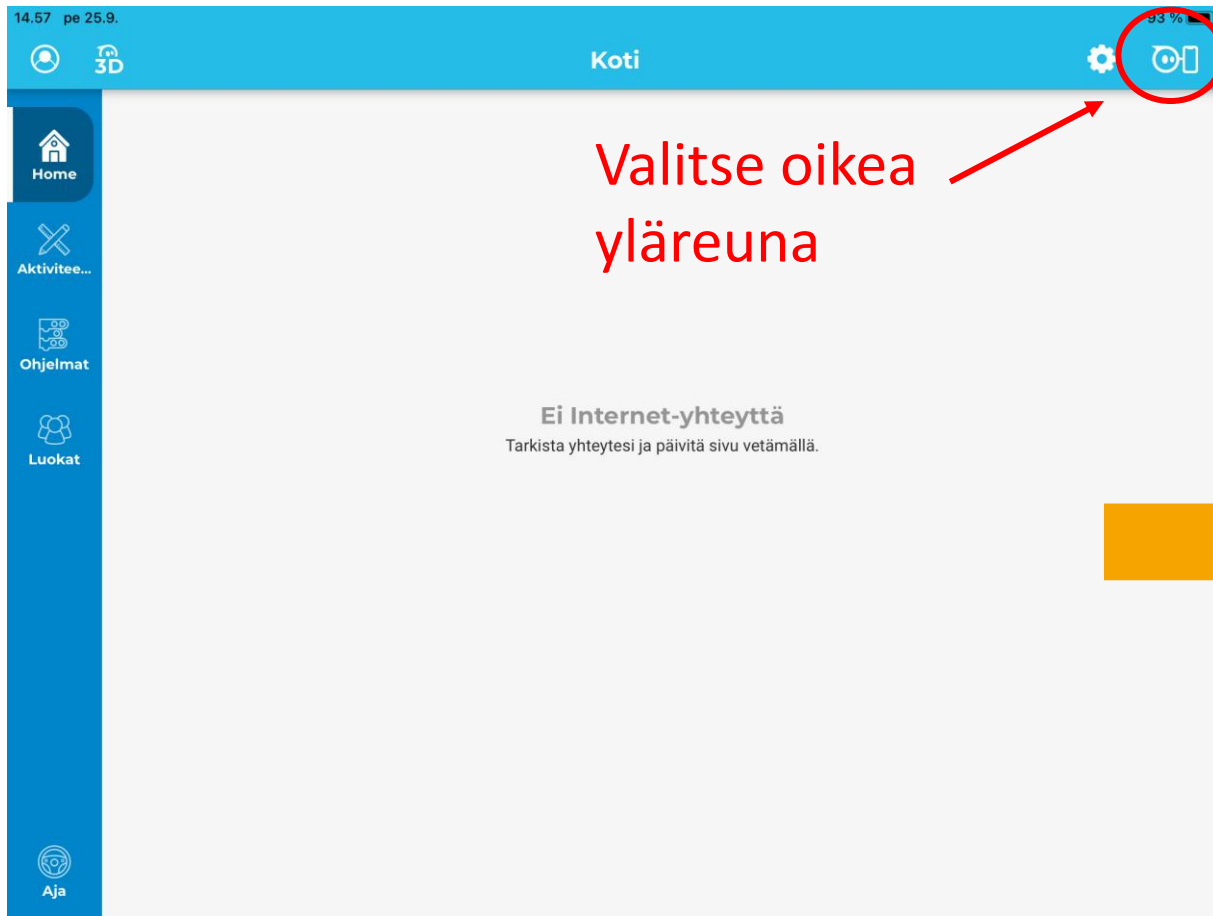 14.57 pe 25.9.
93 %
3D
Koti
Valitse oikea
yläreuna
Home
Aktivitee...
Ohjelmat
Luokat
Ei Internet-yhteyttä
Tarkista yhteytesi ja päivitä sivu vetämällä.
Aja